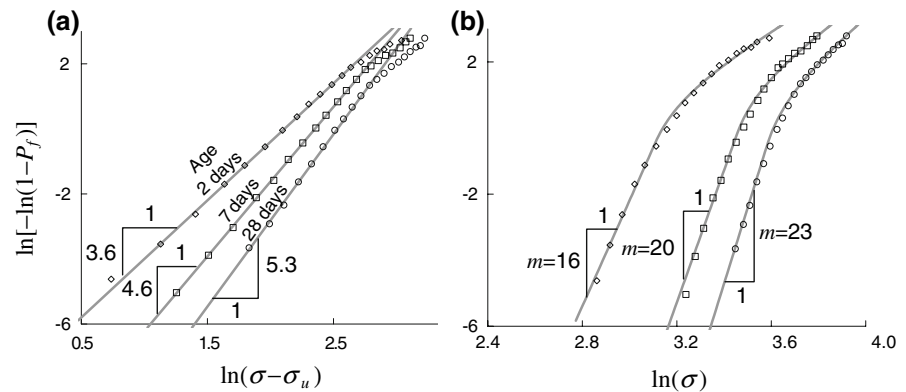 (a)
ln[−ln(1−P_f)]
2
-2
-6
0.5
1.5
2.5
ln(σ−σ_u)
Age
2 days
7 days
28 days
1
3.6
1
4.6
5.3
1
(b)
2
-2
-6
2.4
3.2
3.6
4.0
ln(σ)
1
m=16
1
m=20
m=23
1